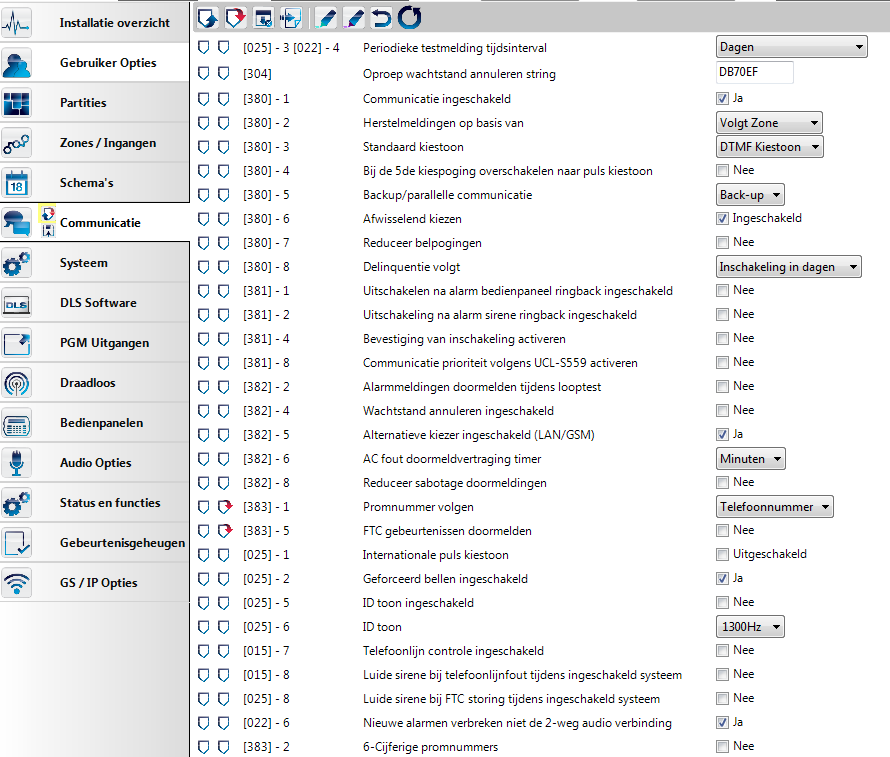 Installatie overzicht
Gebruiker Opties
Partities
Zones / Ingangen
18
Schema's
Communicatie
Systeem
DLS
DLS Software
PGM Uitgangen
Draadloos
Bedienpanelen
Audio Opties
Status en functies
Gebeurtenisgeheugen
GS / IP Opties
[025] - 3 [022] - 4 Periodieke testmelding tijdsinterval Dagen
[304] Oproep wachtstand annuleren string DB70EF
[380] - 1 Communicatie ingeschakeld Ja
[380] - 2 Herstelmeldingen op basis van Volgt Zone
[380] - 3 Standaard kiestoon DTMF Kiestoon
[380] - 4 Bij de 5de kiespoging overschakelen naar puls kiestoon Nee
[380] - 5 Backup/parallelle communicatie Back-up
[380] - 6 Afwisselend kiezen Ingeschakeld
[380] - 7 Reduceer belpogingen Nee
[380] - 8 Delinquentie volgt Inschakeling in dagen
[381] - 1 Uitschakelen na alarm bedienpaneel ringback ingeschakeld Nee
[381] - 2 Uitschakeling na alarm sirene ringback ingeschakeld Nee
[381] - 4 Bevestiging van inschakeling activeren Nee
[381] - 8 Communicatie prioriteit volgens UCL-S559 activeren Nee
[382] - 2 Alarmmeldingen doormelden tijdens looptest Nee
[382] - 4 Wachtstand annuleren ingeschakeld Nee
[382] - 5 Alternatieve kiezer ingeschakeld (LAN/GSM) Ja
[382] - 6 AC fout doormeldvertraging timer Minuten
[382] - 8 Reduceer sabotage doormeldingen Nee
[383] - 1 Promnummer volgen Telefoonnummer
[383] - 5 FTC gebeurtenissen doormelden Nee
[025] - 1 Internationale puls kiestoon Uitgeschakeld
[025] - 2 Geforceerd bellen ingeschakeld Ja
[025] - 5 ID toon ingeschakeld Nee
[025] - 6 ID toon 1300Hz
[015] - 7 Telefoonlijn controle ingeschakeld Nee
[015] - 8 Luide sirene bij telefoonlijnfout tijdens ingeschakeld systeem Nee
[025] - 8 Luide sirene bij FTC storing tijdens ingeschakeld systeem Nee
[022] - 6 Nieuwe alarmen verbreken niet de 2-weg audio verbinding Ja
[383] - 2 6-Cijferige promnummers Nee